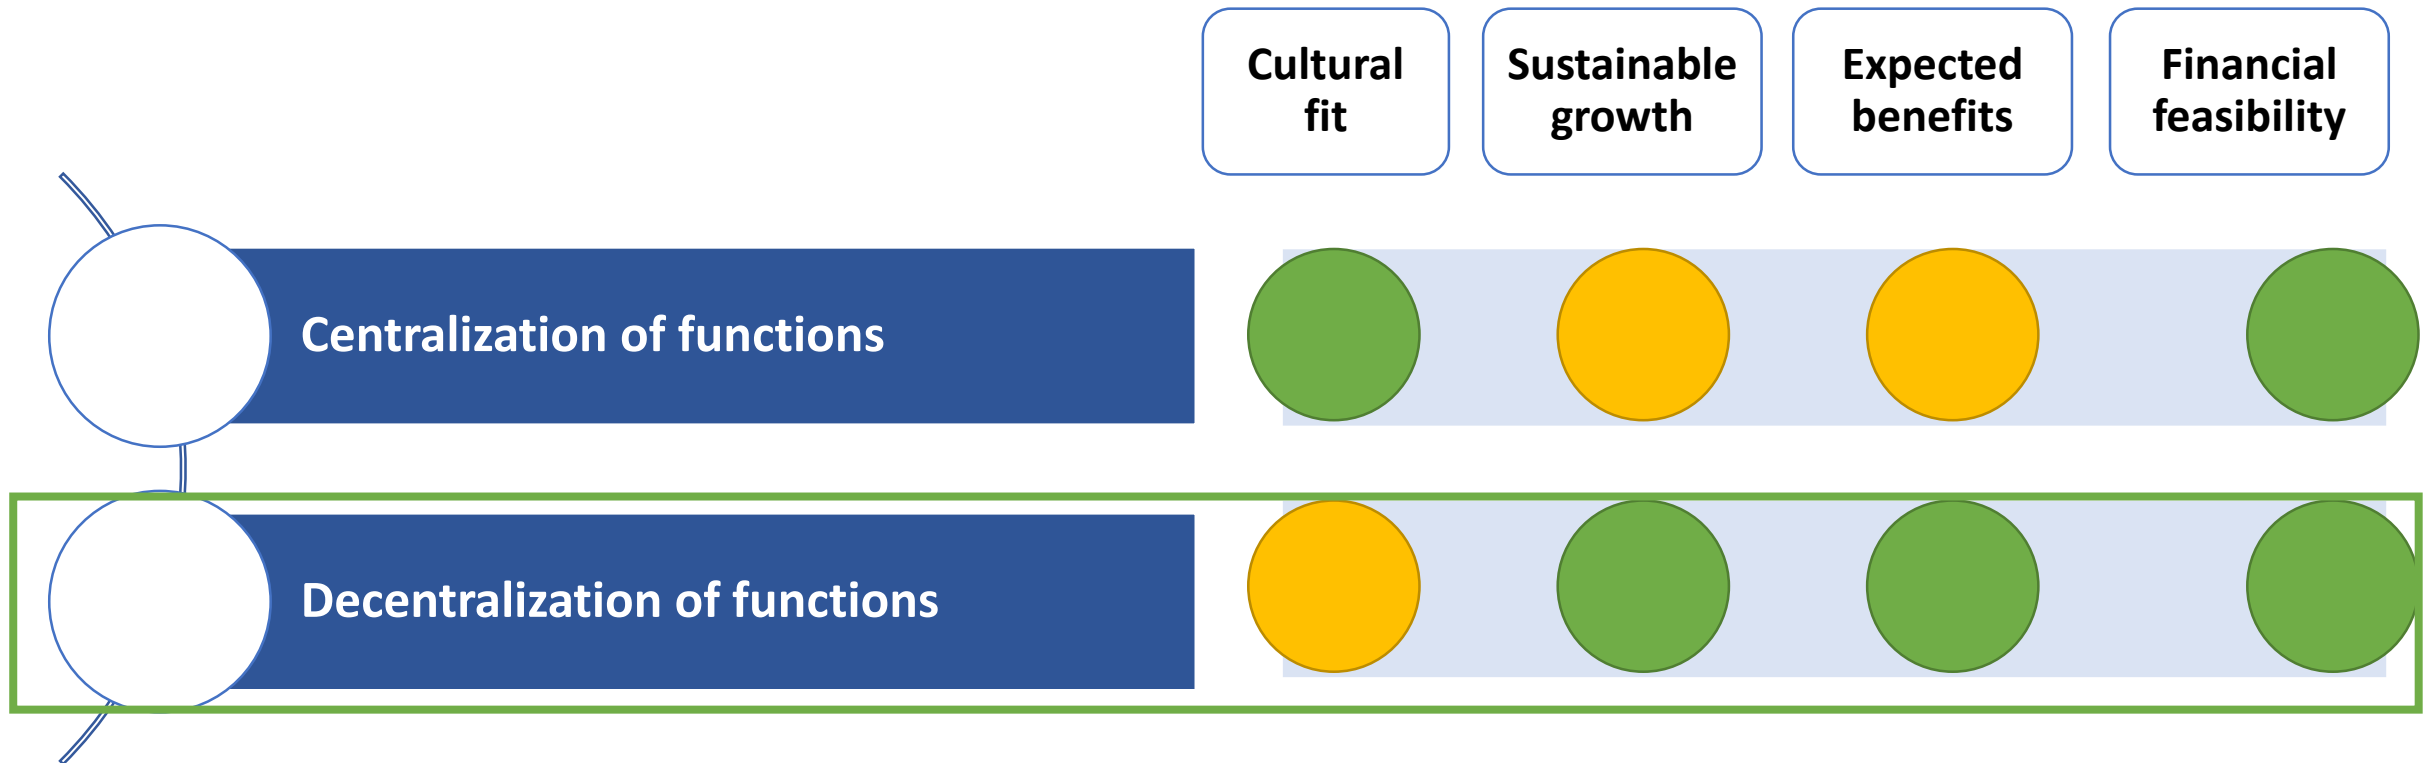 Cultural
fit
Sustainable
growth
Expected
benefits
Financial
feasibility
Centralization of functions
Decentralization of functions